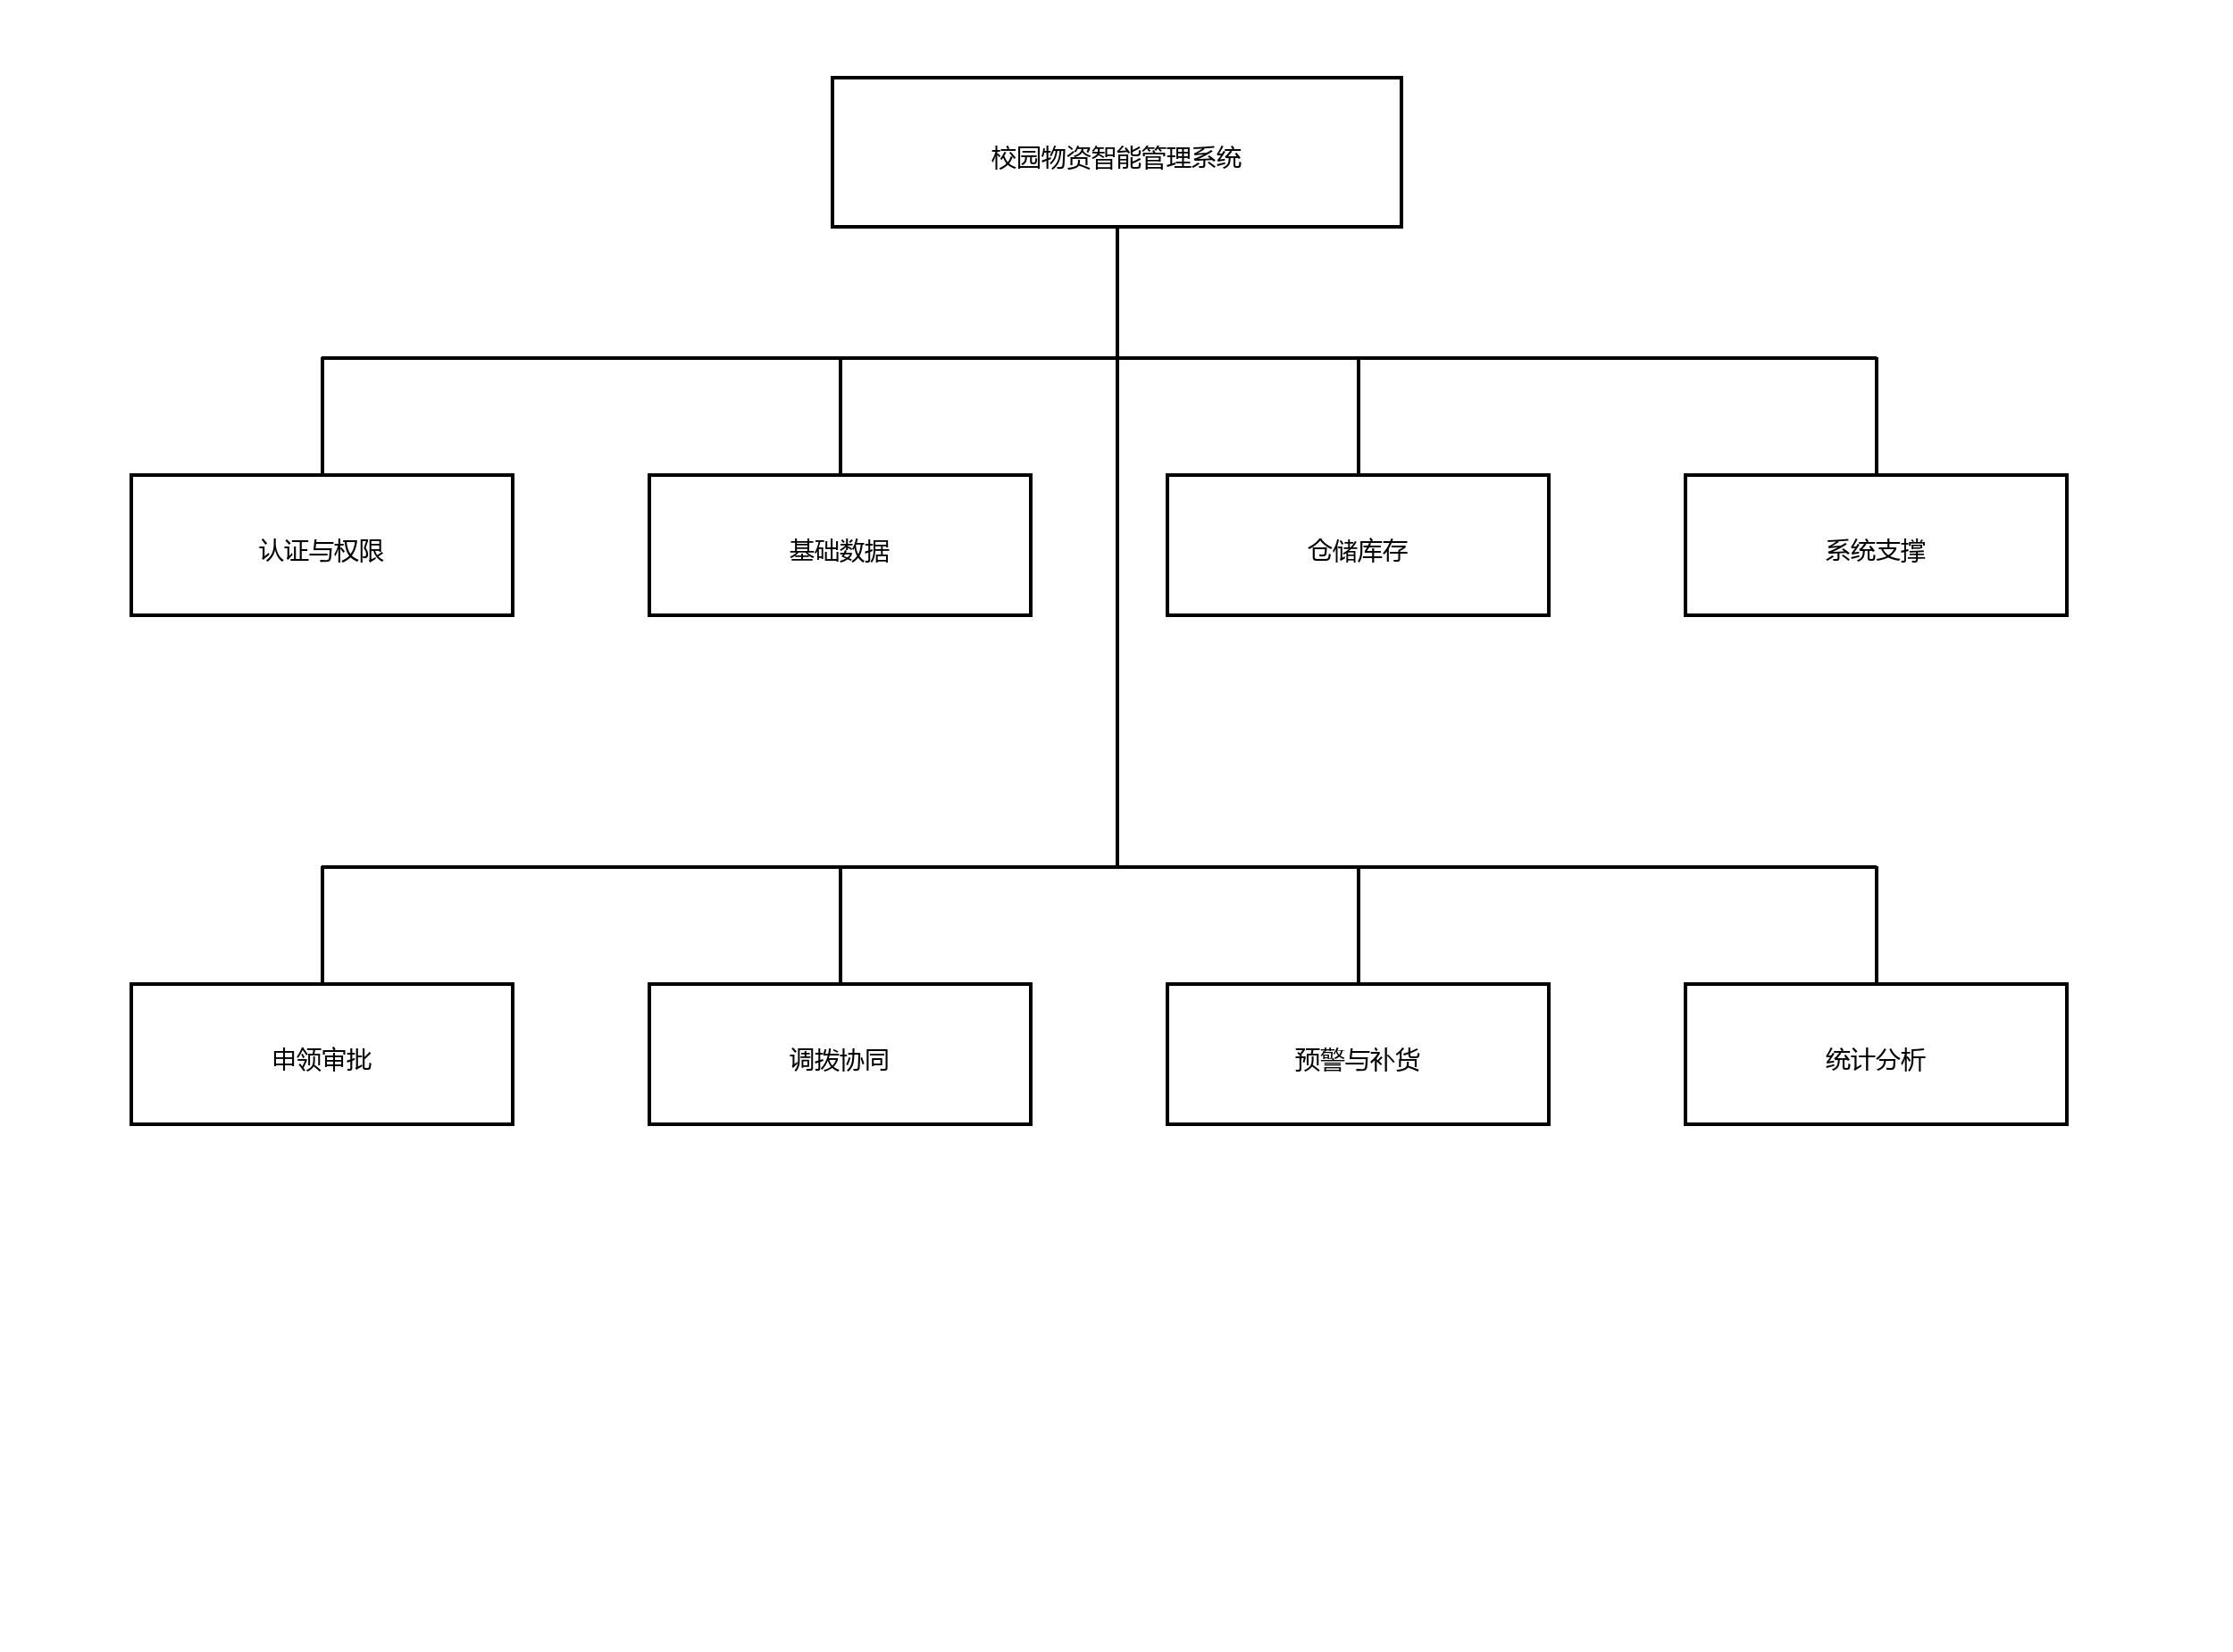 校园物资智能管理系统
认证与权限
基础数据
仓储库存
系统支撑
申领审批
调拨协同
预警与补货
统计分析